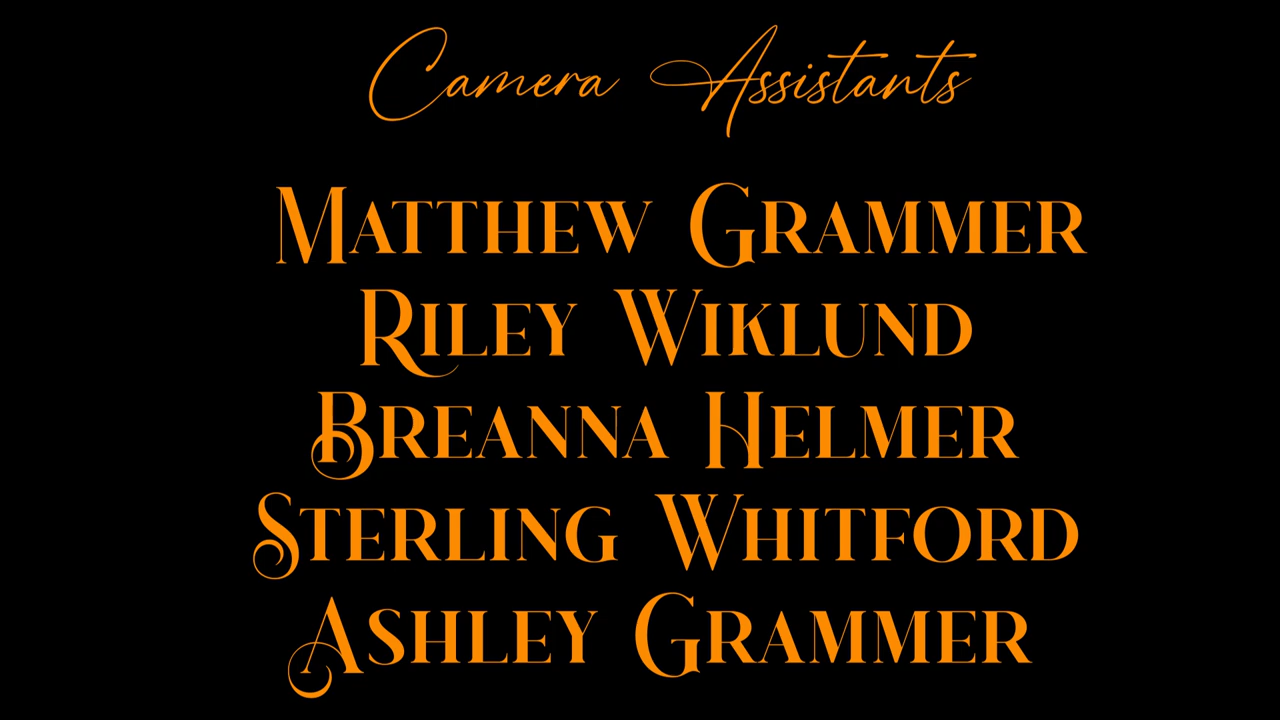 Camera Assistants
Matthew Grammer
Riley Wiklund
Breanna Helmer
Sterling Whitford
Ashley Grammer